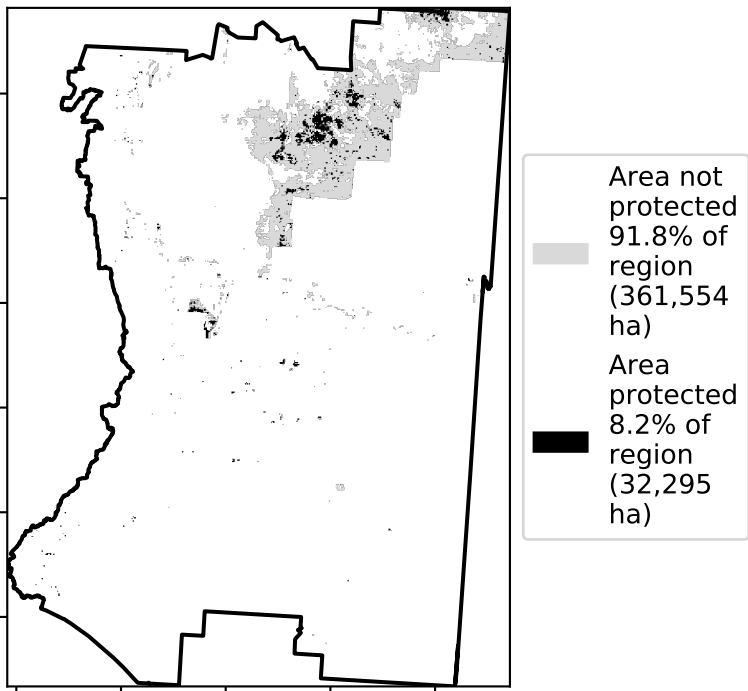 Area not
protected
91.8% of
region
(361,554
ha)
Area
protected
8.2% of
region
(32,295
ha)